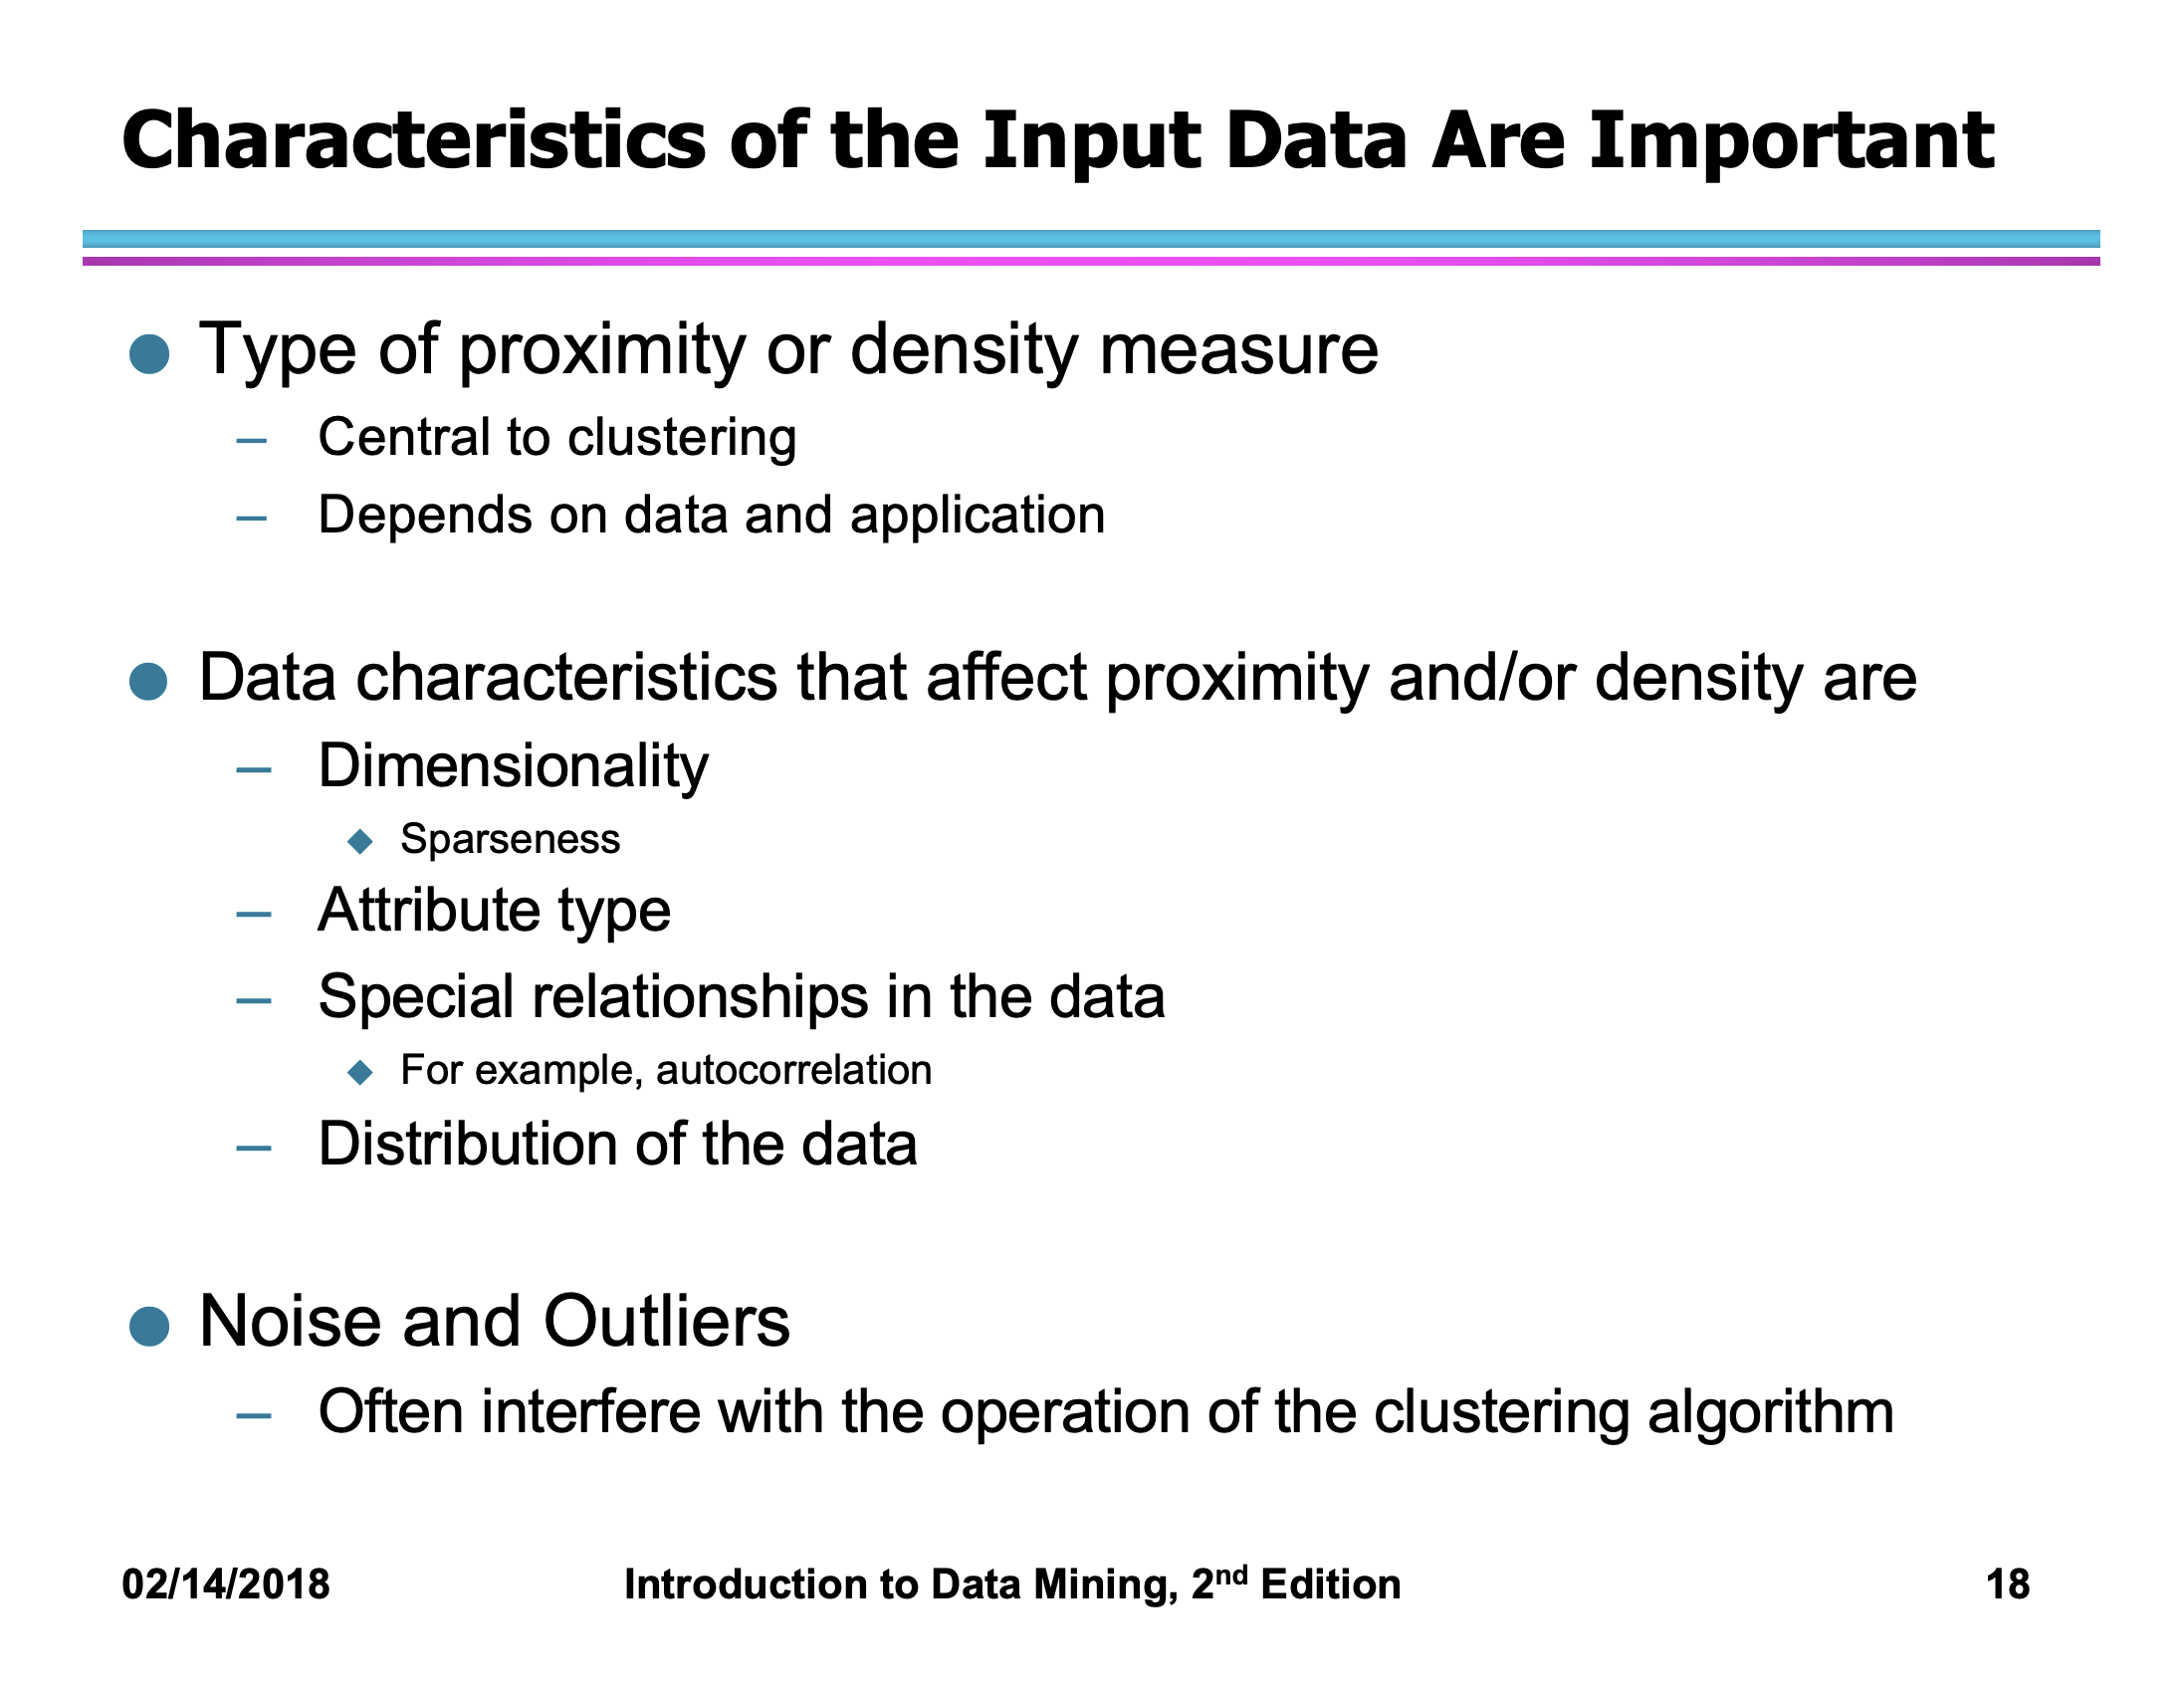 Characteristics of the Input Data Are Important
● Type of proximity or density measure
– Central to clustering
– Depends on data and application
● Data characteristics that affect proximity and/or density are
– Dimensionality
◆ Sparseness
– Attribute type
– Special relationships in the data
◆ For example, autocorrelation
– Distribution of the data
● Noise and Outliers
– Often interfere with the operation of the clustering algorithm
02/14/2018 Introduction to Data Mining, 2nd Edition 18